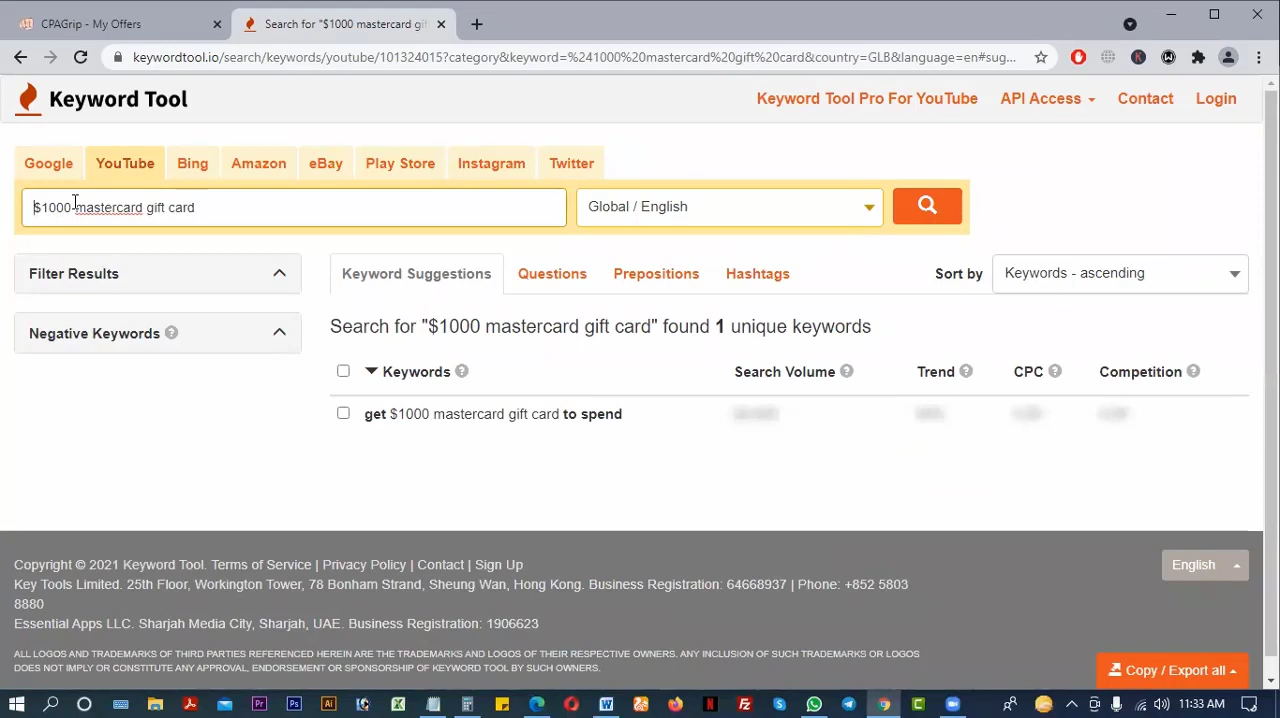 CPAGrip - My Offers
Search for "$1000 mastercard gif
keywordtool.io/search/keywords/youtube/10133401​5?category&keyword=%241000%20mastercard%20gift%20card&country=GLB&language=en#sug...
Keyword Tool
Keyword Tool Pro For YouTube
API Access
Contact
Login
Google
YouTube
Bing
Amazon
eBay
Play Store
Instagram
Twitter
$1000 mastercard gift card
Global / English
Filter Results
Negative Keywords
Keyword Suggestions
Questions
Prepositions
Hashtags
Sort by
Keywords - ascending
Search for "$1000 mastercard gift card" found 1 unique keywords
Keywords
Search Volume
Trend
CPC
Competition
get $1000 mastercard gift card to spend
Copyright © 2021 Keyword Tool. Terms of Service | Privacy Policy | Contact | Sign Up
Key Tools Limited. 25th Floor, Workington Tower, 78 Bonham Strand, Sheung Wan, Hong Kong. Business Registration: 64668937 | Phone: +852 5803
8880
Essential Apps LLC. Sharjah Media City, Sharjah, UAE. Business Registration: 1906623
ALL LOGOS AND TRADEMARKS OF THIRD PARTIES REFERENCED HEREIN ARE THE TRADEMARKS AND LOGOS OF THEIR RESPECTIVE OWNERS. ANY INCLUSION OF SUCH TRADEMARKS OR LOGOS
DOES NOT IMPLY OR CONSTITUTE ANY APPROVAL, ENDORSEMENT OR SPONSORSHIP OF KEYWORD TOOL BY SUCH OWNERS.
English
Copy / Export all
11:33 AM